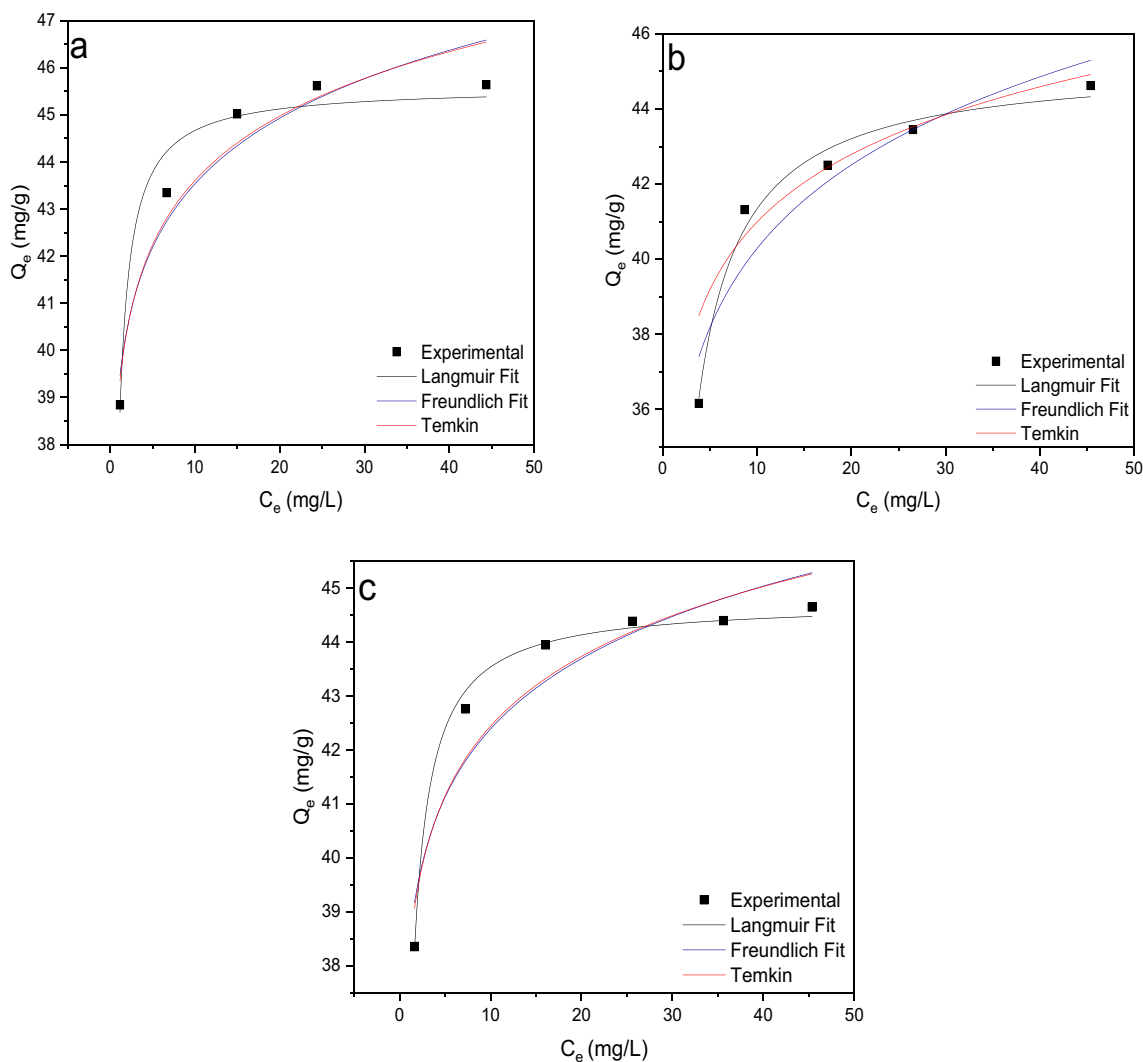 a
47
46
45
44
43
42
41
40
39
38
Qe (mg/g)
Experimental
Langmuir Fit
Freundlich Fit
Temkin
0 10 20 30 40 50
Ce (mg/L)
b
46
44
42
40
38
36
Qe (mg/g)
Experimental
Langmuir Fit
Freundlich Fit
Temkin
0 10 20 30 40 50
Ce (mg/L)
c
45
44
43
42
41
40
39
38
Qe (mg/g)
Experimental
Langmuir Fit
Freundlich Fit
Temkin
0 10 20 30 40 50
Ce (mg/L)